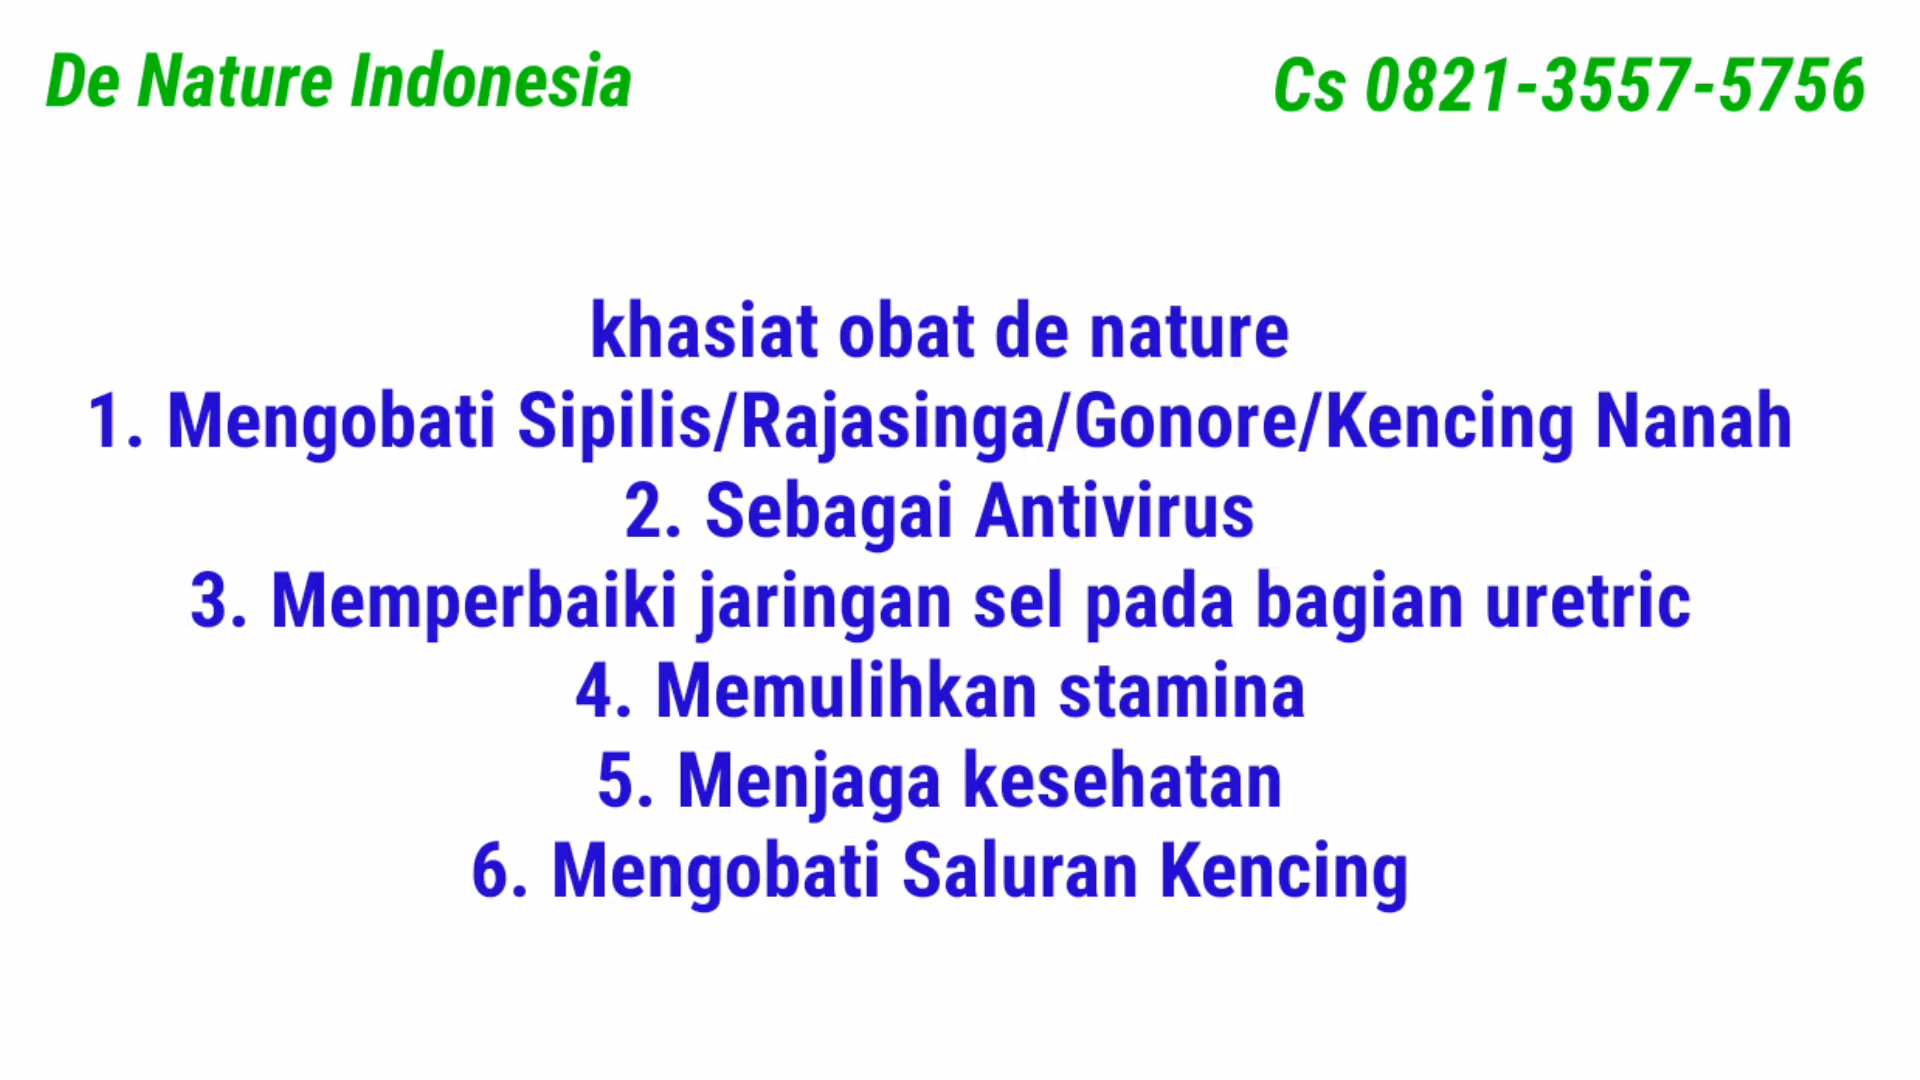 De Nature Indonesia
Cs 0821-3557-5756
khasiat obat de nature
1. Mengobati Sipilis/Rajasinga/Gonore/Kencing Nanah
2. Sebagai Antivirus
3. Memperbaiki jaringan sel pada bagian uretric
4. Memulihkan stamina
5. Menjaga kesehatan
6. Mengobati Saluran Kencing